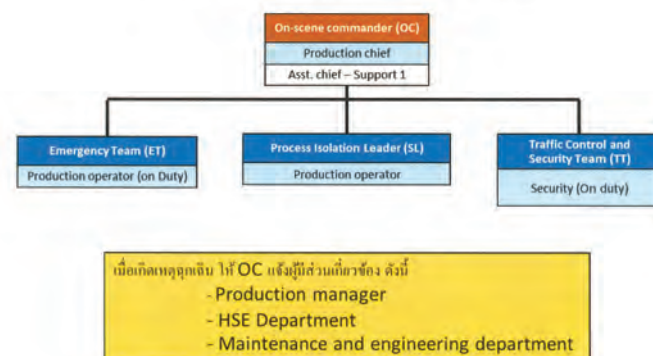 On-scene commander (OC)
Production chief
Asst. chief – Support 1
Emergency Team (ET)
Production operator (on Duty)
Process Isolation Leader (SL)
Production operator
Traffic Control and
Security Team (TT)
Security (On duty)
เมื่อเกิดเหตุฉุกเฉิน ให้ OC แจ้งผู้มีส่วนเกี่ยวข้อง ดังนี้
- Production manager
- HSE Department
- Maintenance and engineering department